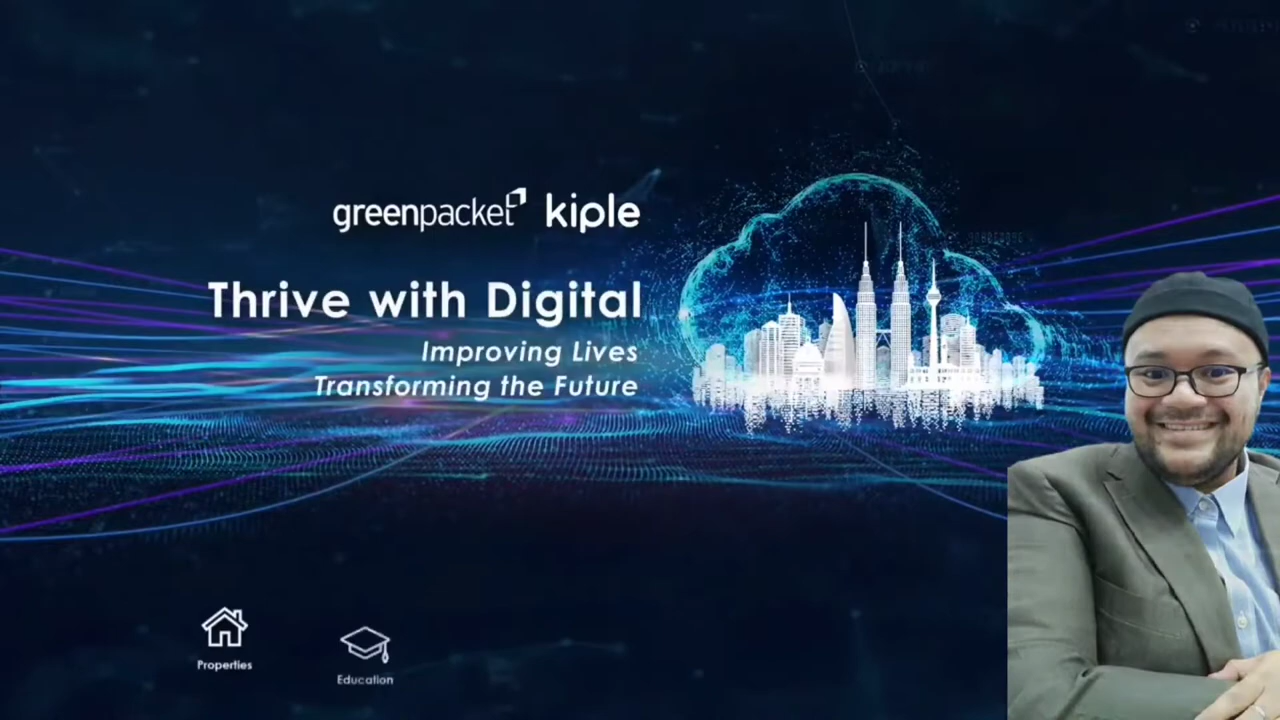 greenpacket kiple
Thrive with Digital
Improving Lives
Transforming the Future
Properties
Education